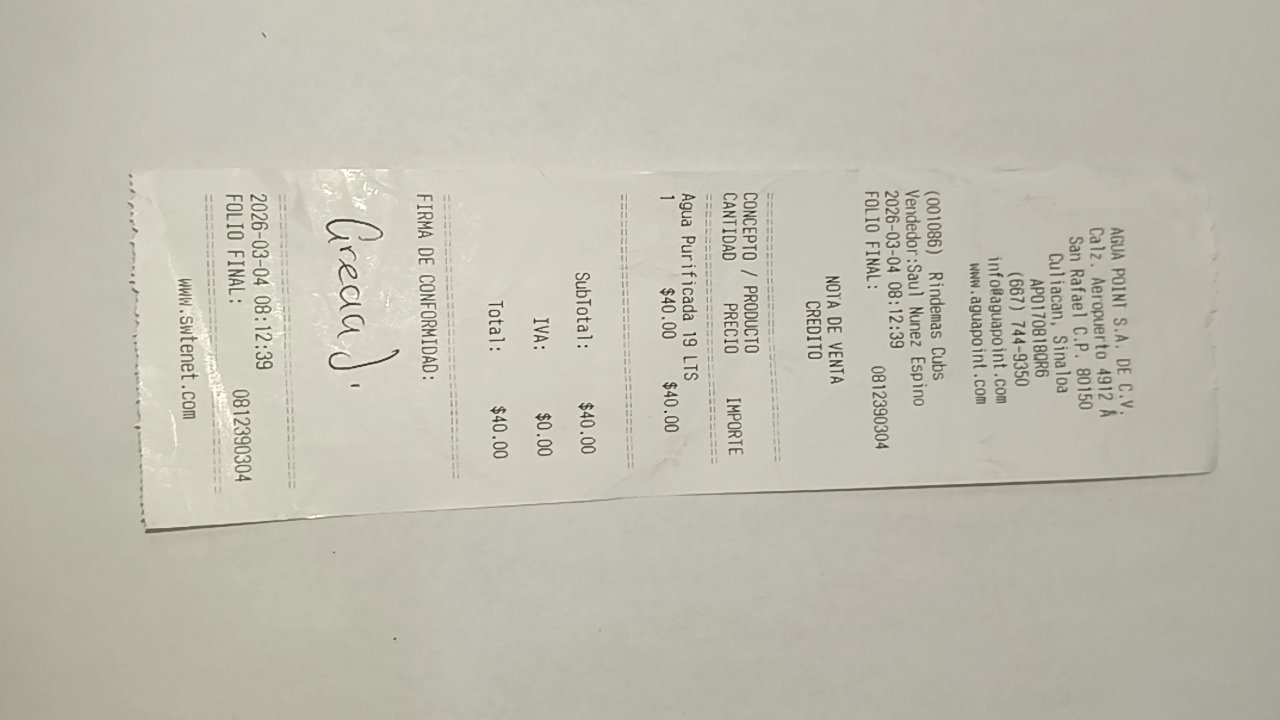 AGUA POINT S.A. DE C.V.
Calz. Aeropuerto 4912 Å
San Rafael C.P. 80150
Culiacan, Sinaloa
APO170818QR6
(667) 744-9350
info@aguapoint.com
www.aguapoint.com
NOTA DE VENTA
CREDITO
(001086) Rindemas Cubs
Vendedor:Saul Nunez Espino
2026-03-04 08:12:39
FOLIO FINAL: 0812390304
CONCEPTO / PRODUCTO
CANTIDAD PRECIO IMPORTE
Agua Purificada 19 LTS
1 $40.00 $40.00
SubTotal: $40.00
IVA: $0.00
Total: $40.00
FIRMA DE CONFORMIDAD:
2026-03-04 08:12:39
FOLIO FINAL: 0812390304
www.swtenet.com